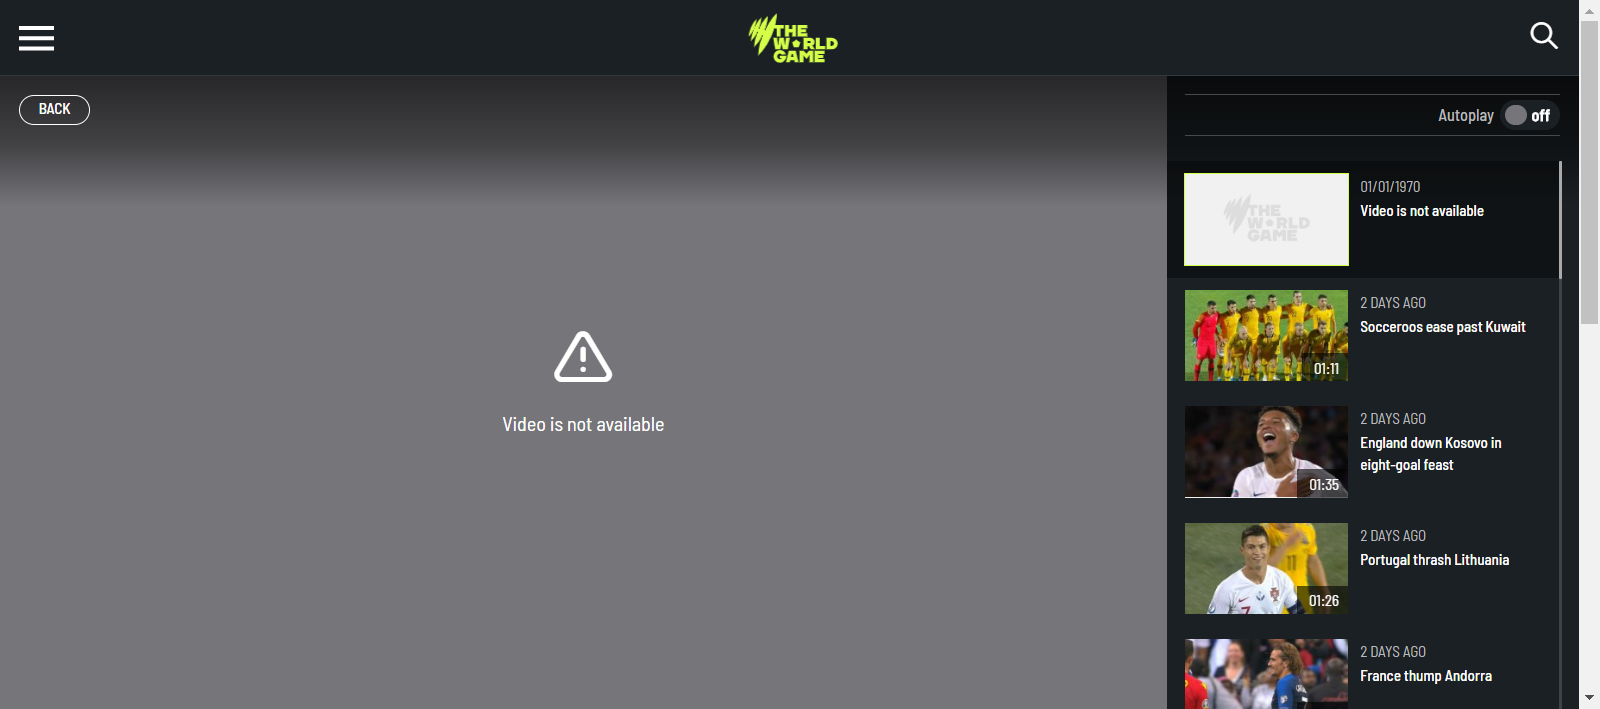 THE
WORLD
GAME
BACK
Video is not available
Autoplay off
THE
WORLD
GAME
01/01/1970
Video is not available
2 DAYS AGO
Socceroos ease past Kuwait
01:11
2 DAYS AGO
England down Kosovo in
eight-goal feast
01:35
2 DAYS AGO
Portugal thrash Lithuania
01:26
7
11
2 DAYS AGO
France thump Andorra